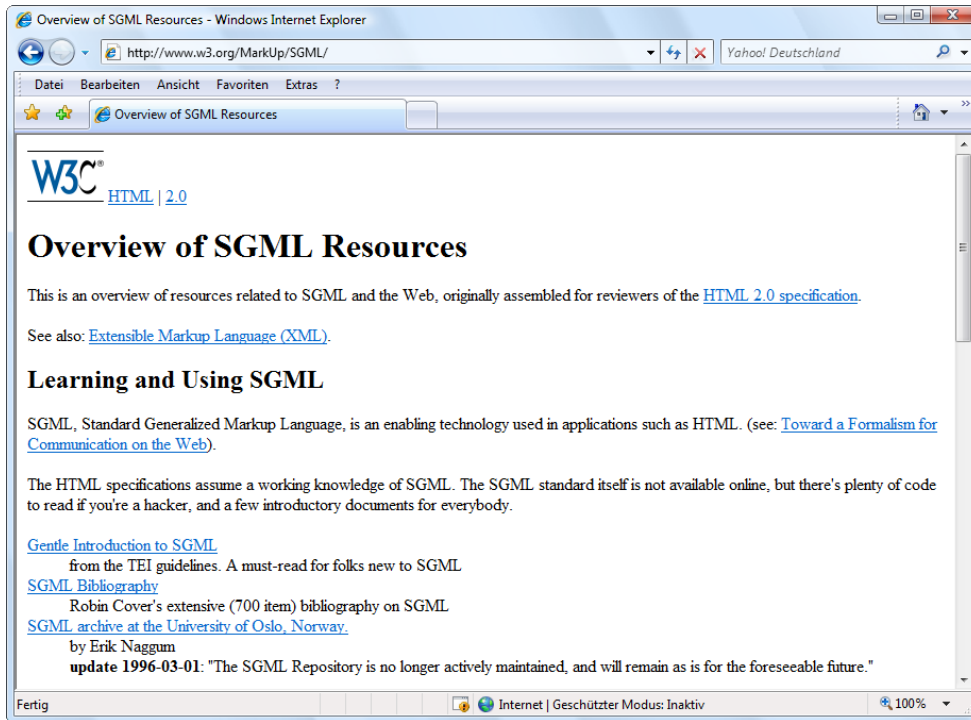 Overview of SGML Resources - Windows Internet Explorer
http://www.w3.org/MarkUp/SGML/
Yahoo! Deutschland
Datei Bearbeiten Ansicht Favoriten Extras ?
Overview of SGML Resources
W3C® HTML | 2.0
Overview of SGML Resources
This is an overview of resources related to SGML and the Web, originally assembled for reviewers of the HTML 2.0 specification.
See also: Extensible Markup Language (XML).
Learning and Using SGML
SGML, Standard Generalized Markup Language, is an enabling technology used in applications such as HTML. (see: Toward a Formalism for
Communication on the Web).
The HTML specifications assume a working knowledge of SGML. The SGML standard itself is not available online, but there's plenty of code
to read if you're a hacker, and a few introductory documents for everybody.
Gentle Introduction to SGML
from the TEI guidelines. A must-read for folks new to SGML
SGML Bibliography
Robin Cover's extensive (700 item) bibliography on SGML
SGML archive at the University of Oslo, Norway.
by Erik Naggum
update 1996-03-01: "The SGML Repository is no longer actively maintained, and will remain as is for the foreseeable future."
Fertig Internet | Geschützter Modus: Inaktiv 100%